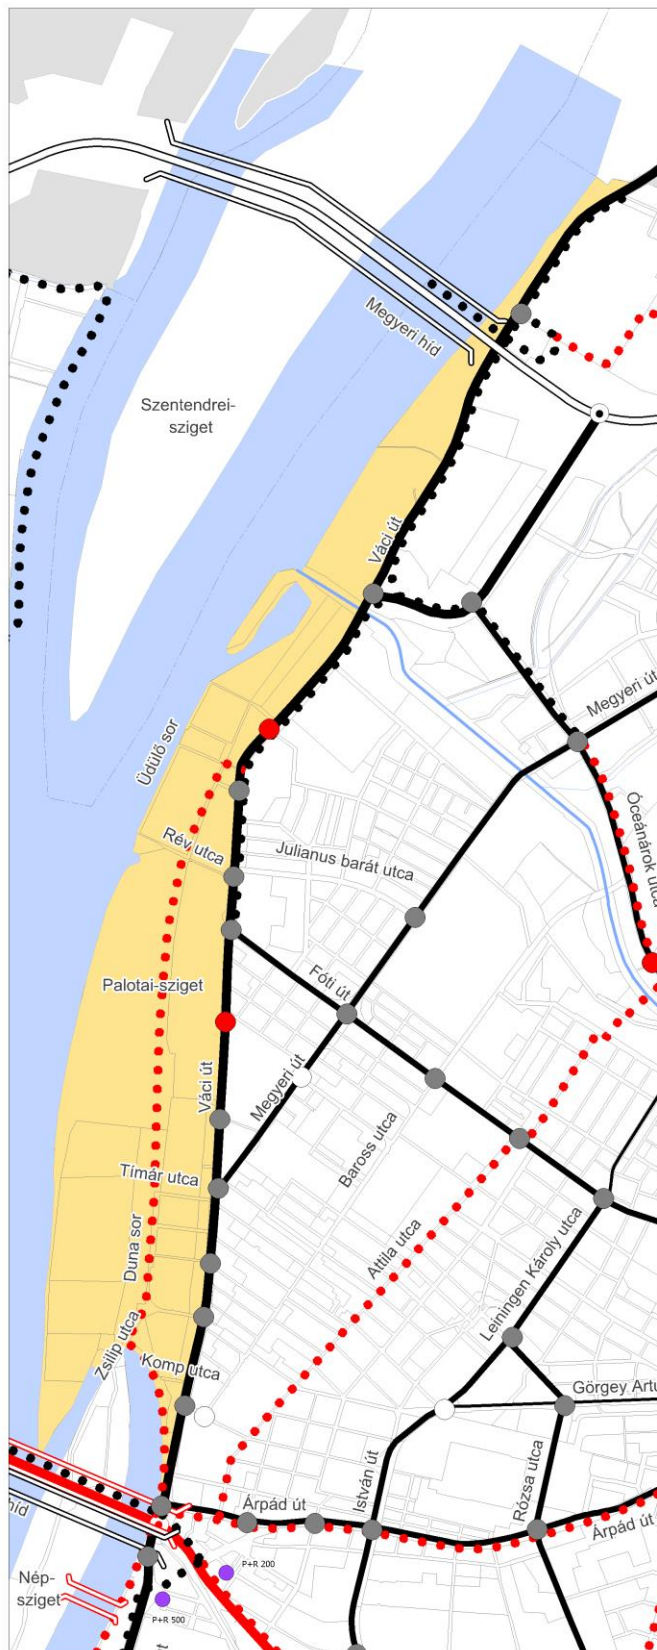 Megyeri híd
Szentendrei-
sziget
Váci út
Megyeri út
Üdülő sor
Óceánárok utca
Rév utca
Julianus barát utca
Fóti út
Palotai-sziget
Váci út
Megyeri út
Baross utca
Tímár utca
Attila utca
Duna sor
Leiningen Károly utca
Zsilip utca
Komp utca
Görgey Artú
István út
Rózsa utca
Árpád út
Árpád út
híd
Nép-
sziget
P+R 200
P+R 500
et